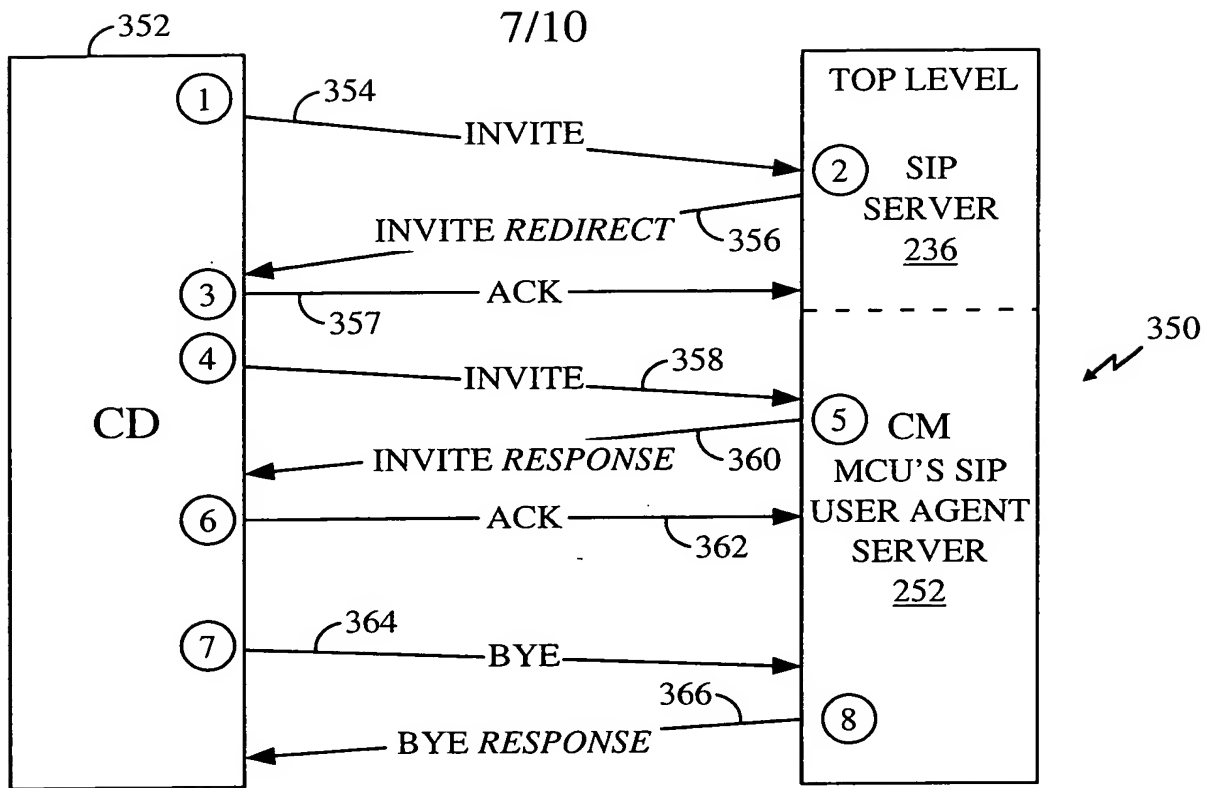 7/10
352
1
354
INVITE
TOP LEVEL
2
SIP
SERVER
236
INVITE REDIRECT
356
3
ACK
357
4
358
INVITE
350
CD
5
CM
MCU'S SIP
USER AGENT
SERVER
252
INVITE RESPONSE
360
6
ACK
362
7
364
BYE
366
8
BYE RESPONSE